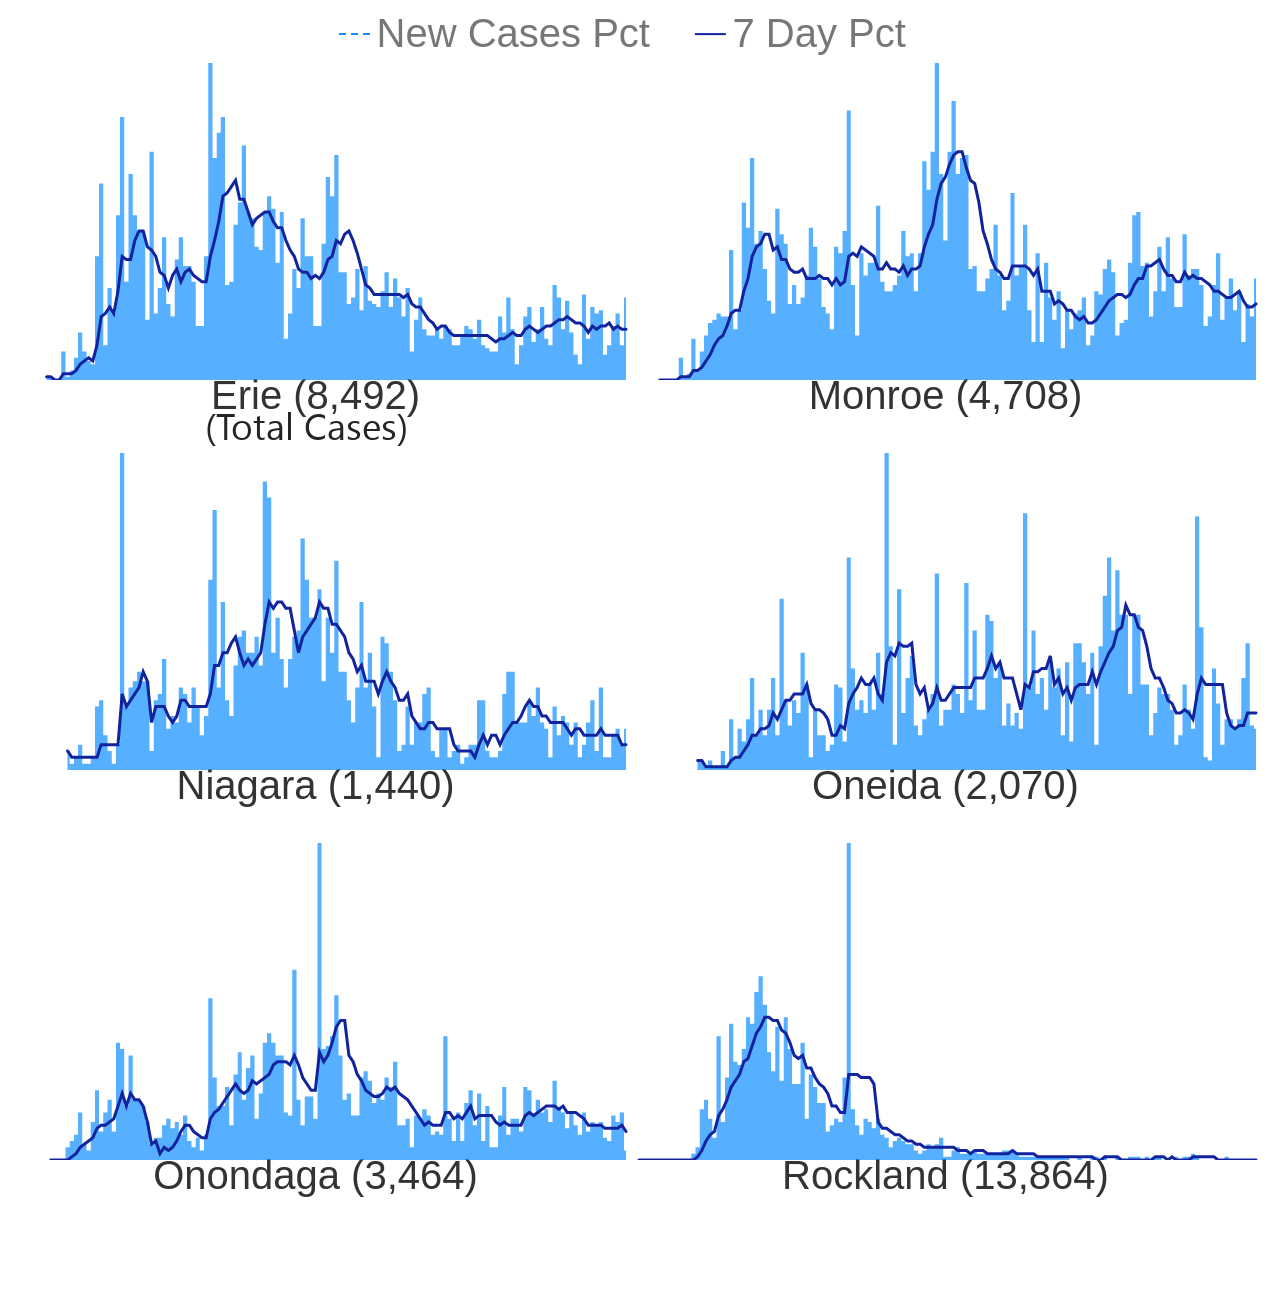 New Cases Pct 7 Day Pct
Erie (8,492) Monroe (4,708)
(Total Cases)
Niagara (1,440) Oneida (2,070)
Onondaga (3,464) Rockland (13,864)